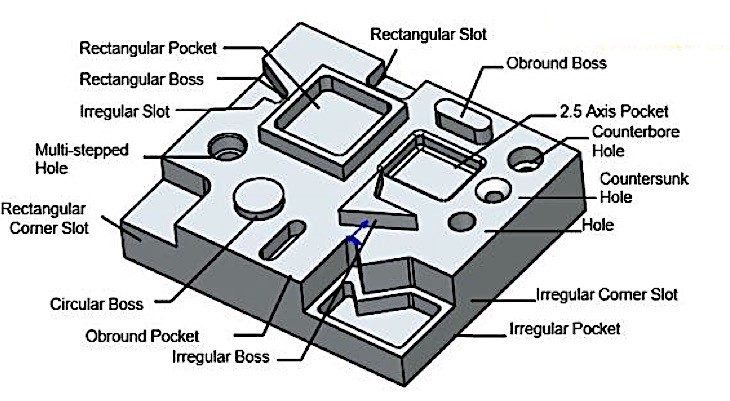 Rectangular Pocket
Rectangular Slot
Obround Boss
Rectangular Boss
Irregular Slot
2.5 Axis Pocket
Counterbore
Hole
Multi-stepped
Hole
Countersunk
Hole
Rectangular
Corner Slot
Hole
Circular Boss
Irregular Corner Slot
Obround Pocket
Irregular Pocket
Irregular Boss